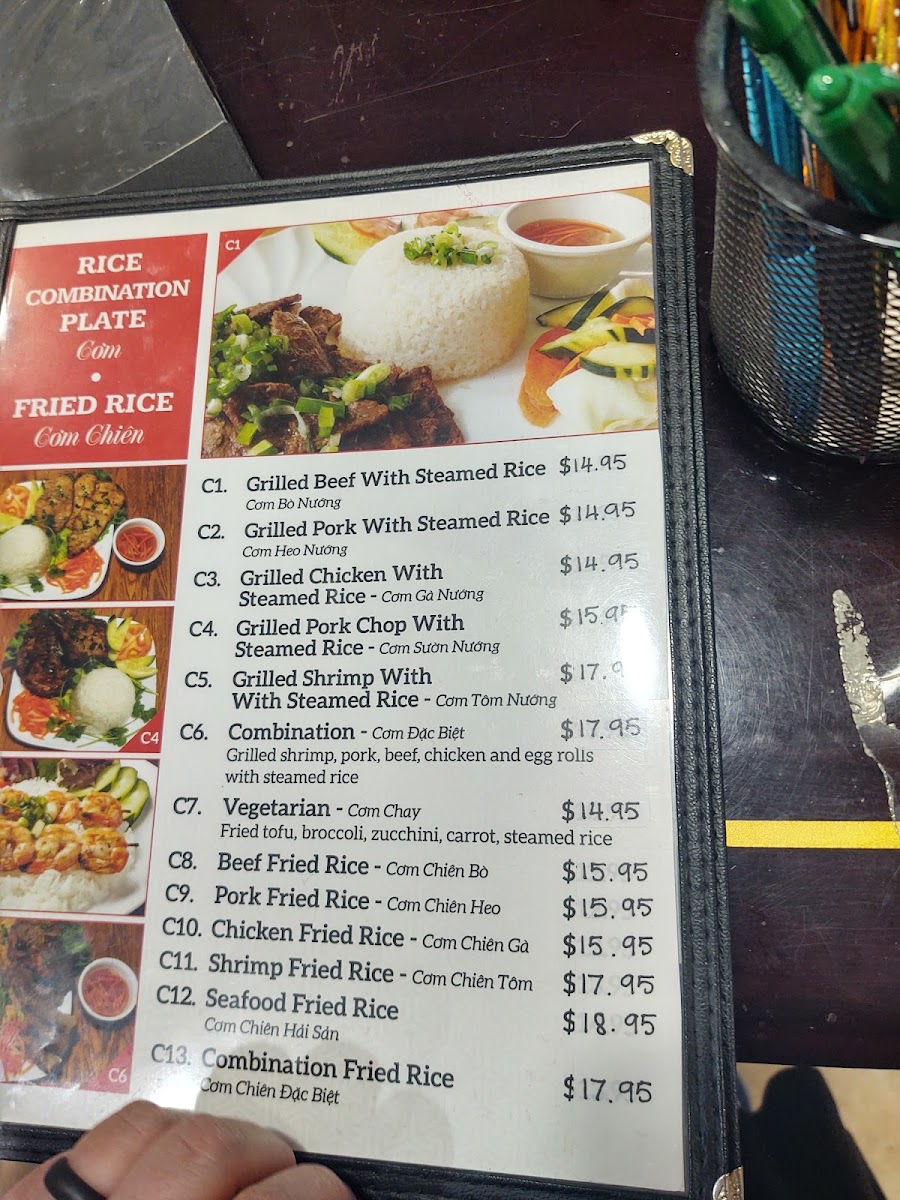 RICE
COMBINATION
PLATE
Cơm
•
FRIED RICE
Cơm Chiên
C1
C4
C6
C1. Grilled Beef With Steamed Rice $14.95
Cơm Bò Nướng
C2. Grilled Pork With Steamed Rice $14.95
Cơm Heo Nướng
C3. Grilled Chicken With $14.95
Steamed Rice - Cơm Gà Nướng
C4. Grilled Pork Chop With $15.95
Steamed Rice - Cơm Sườn Nướng
C5. Grilled Shrimp With $17.9
With Steamed Rice - Cơm Tôm Nướng
C6. Combination - Cơm Đặc Biệt $17.95
Grilled shrimp, pork, beef, chicken and egg rolls
with steamed rice
C7. Vegetarian - Cơm Chay $14.95
Fried tofu, broccoli, zucchini, carrot, steamed rice
C8. Beef Fried Rice - Cơm Chiên Bò $15.95
C9. Pork Fried Rice - Cơm Chiên Heo $15.95
C10. Chicken Fried Rice - Cơm Chiên Gà $15.95
C11. Shrimp Fried Rice - Cơm Chiên Tôm $17.95
C12. Seafood Fried Rice $18.95
Cơm Chiên Hải Sản
C13. Combination Fried Rice $17.95
Cơm Chiên Đặc Biệt